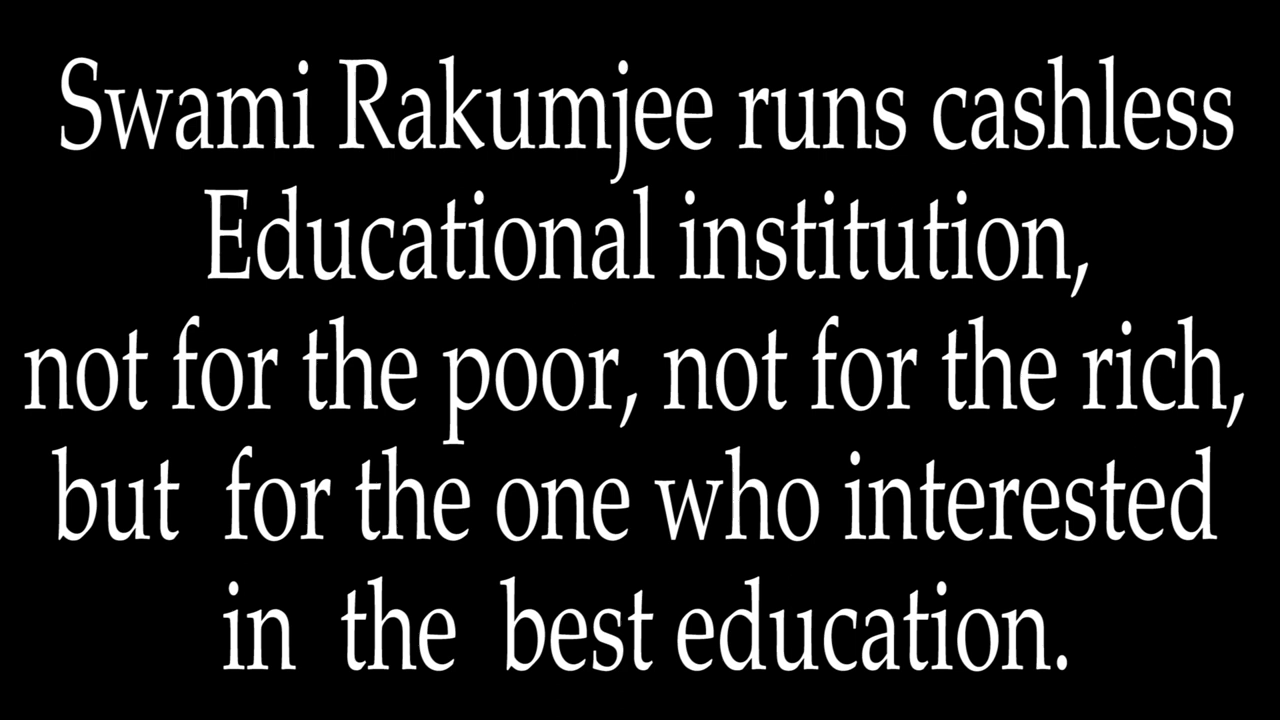 Swami Rakumjee runs cashless
Educational institution,
not for the poor, not for the rich,
but for the one who interested
in the best education.